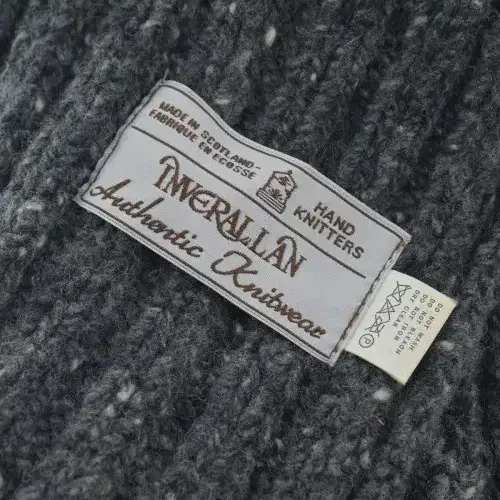 MADE IN SCOTLAND-
FABRIQUE EN ECOSSE
HAND
KNITTERS
INVERALLAN
Authentic Knitwear
DO NOT WASH
DO NOT BLEACH
DO NOT IRON
DRY CLEAN
P